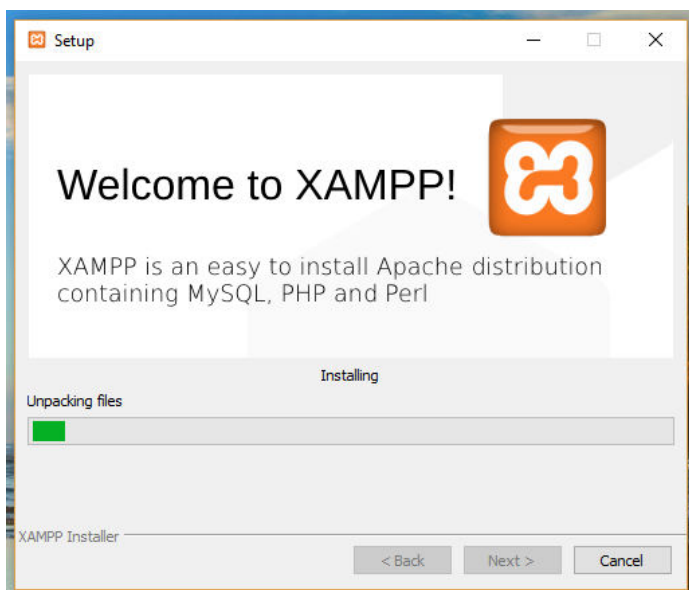 Setup
Welcome to XAMPP!
XAMPP is an easy to install Apache distribution
containing MySQL, PHP and Perl
Installing
Unpacking files
XAMPP Installer
< Back
Next >
Cancel